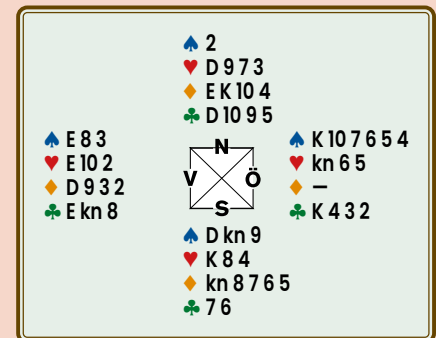 ♠ 2
♥ D 9 7 3
♦ E K 10 4
♣ D 10 9 5
♠ E 8 3
♥ E 10 2
♦ D 9 3 2
♣ E kn 8
N
V Ö
S
♠ K 10 7 6 5 4
♥ kn 6 5
♦ –
♣ K 4 3 2
♠ D kn 9
♥ K 8 4
♦ kn 8 7 6 5
♣ 7 6